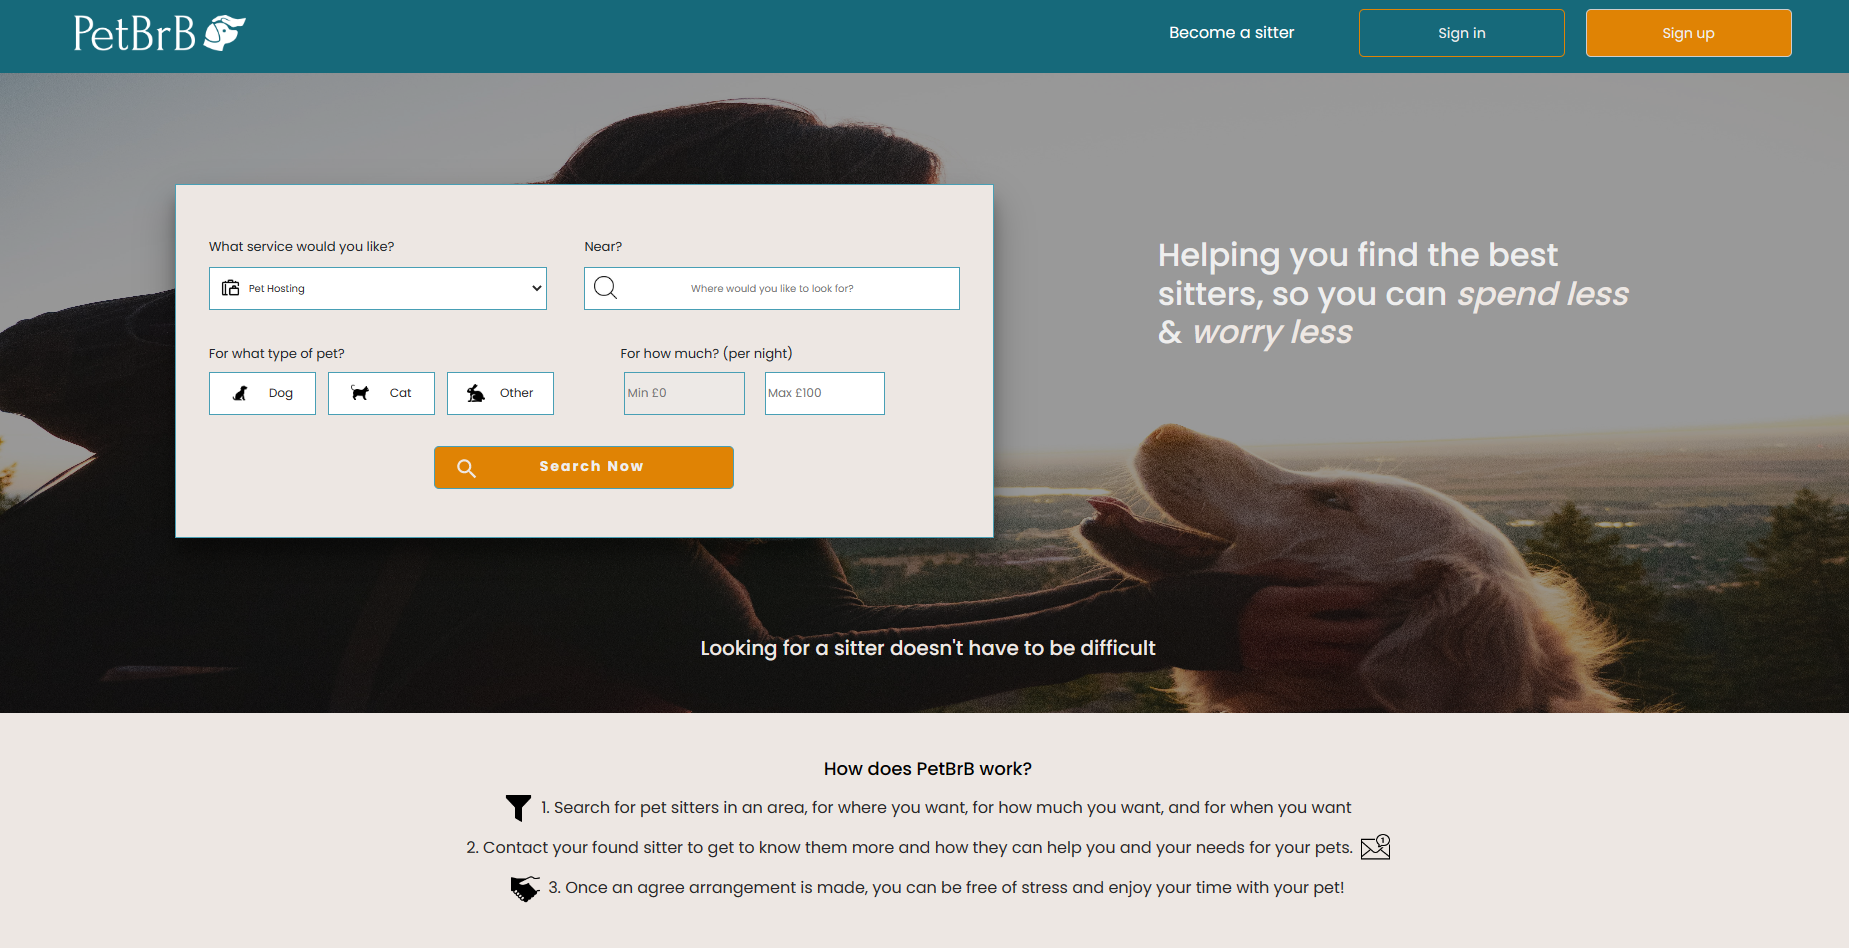 PetBrB
Become a sitter
Sign in
Sign up
What service would you like?
Near?
Pet Hosting
Where would you like to look for?
For what type of pet?
For how much? (per night)
Dog
Cat
Other
Min £0
Max £100
Search Now
Helping you find the best
sitters, so you can spend less
& worry less
Looking for a sitter doesn't have to be difficult
How does PetBrB work?
1. Search for pet sitters in an area, for where you want, for how much you want, and for when you want
2. Contact your found sitter to get to know them more and how they can help you and your needs for your pets.
1
3. Once an agree arrangement is made, you can be free of stress and enjoy your time with your pet!